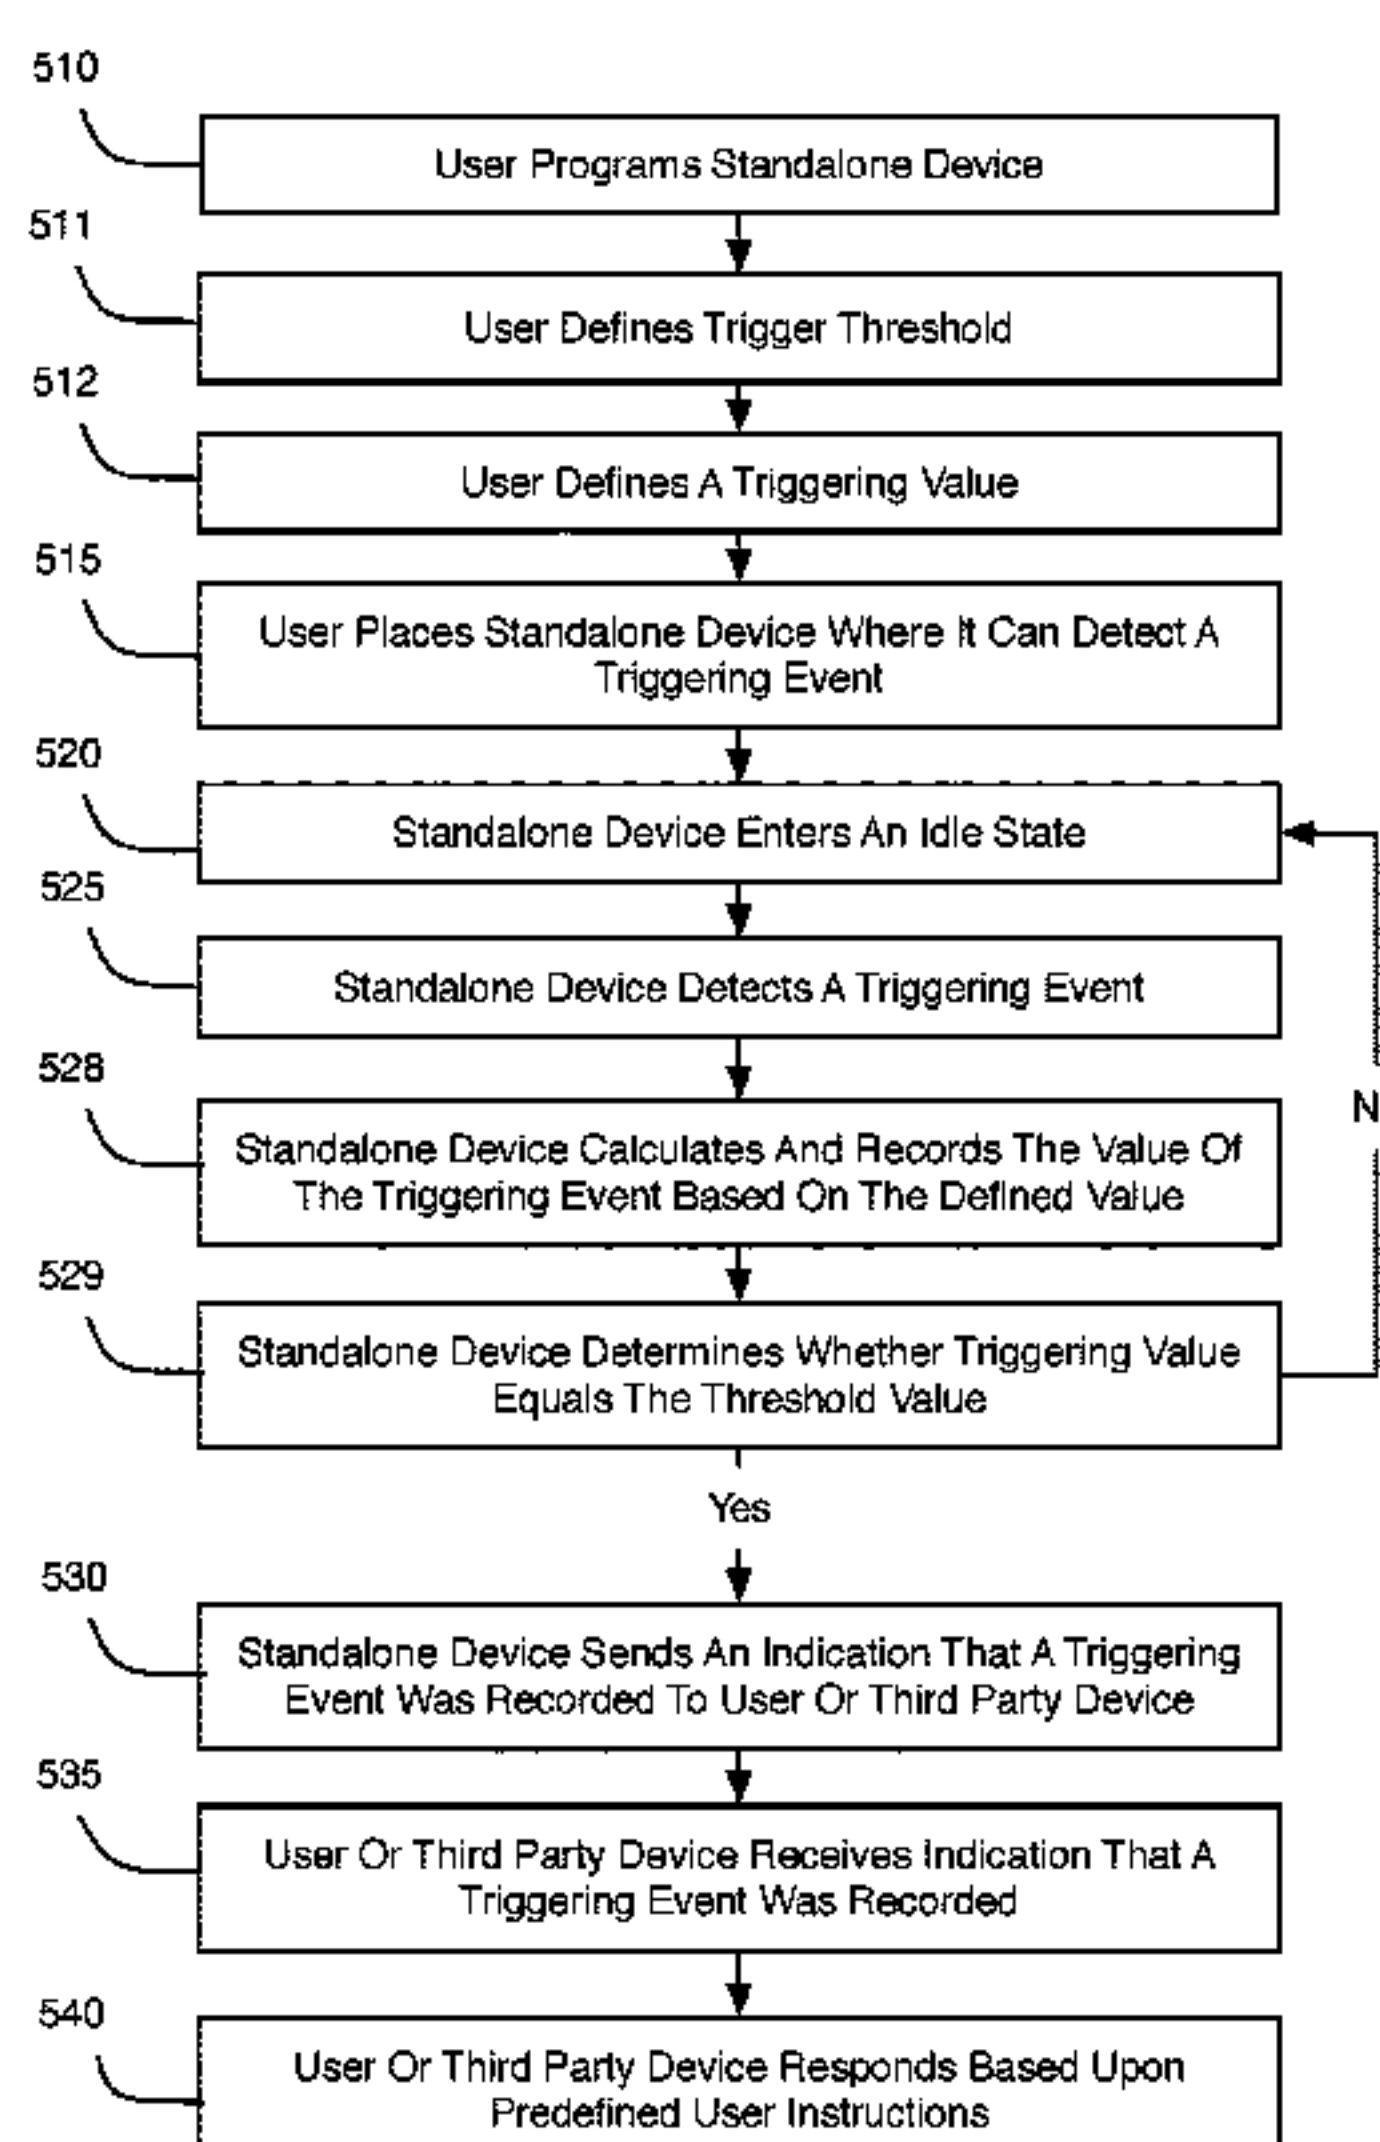 510
User Programs Standalone Device
511
User Defines Trigger Threshold
512
User Defines A Triggering Value
515
User Places Standalone Device Where It Can Detect A
Triggering Event
520
Standalone Device Enters An Idle State
525
Standalone Device Detects A Triggering Event
528
Standalone Device Calculates And Records The Value Of
The Triggering Event Based On The Defined Value
N
529
Standalone Device Determines Whether Triggering Value
Equals The Threshold Value
Yes
530
Standalone Device Sends An Indication That A Triggering
Event Was Recorded To User Or Third Party Device
535
User Or Third Party Device Receives Indication That A
Triggering Event Was Recorded
540
User Or Third Party Device Responds Based Upon
Predefined User Instructions